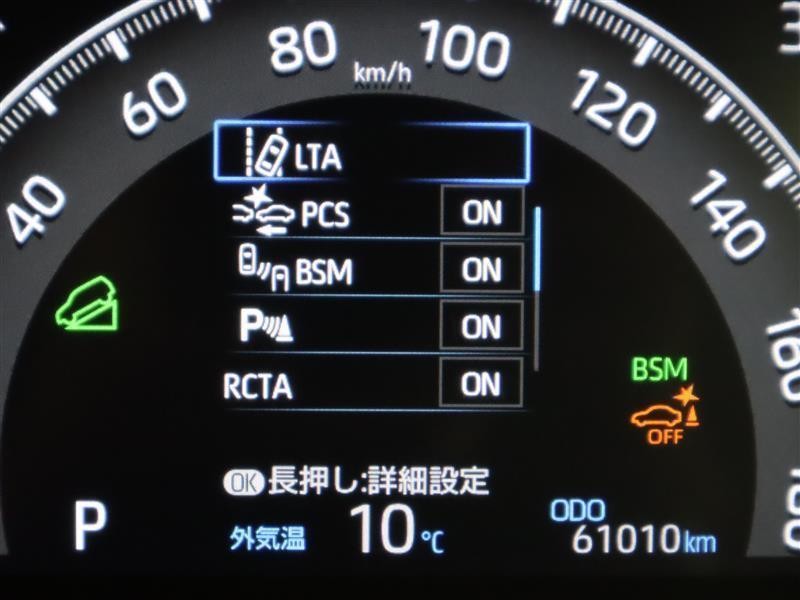 80
100
km/h
60
120
40
140
160
LTA
PCS ON
BSM ON
P ON
RCTA ON
BSM
OFF
OK 長押し:詳細設定
P
外気温 10℃
ODO
61010km